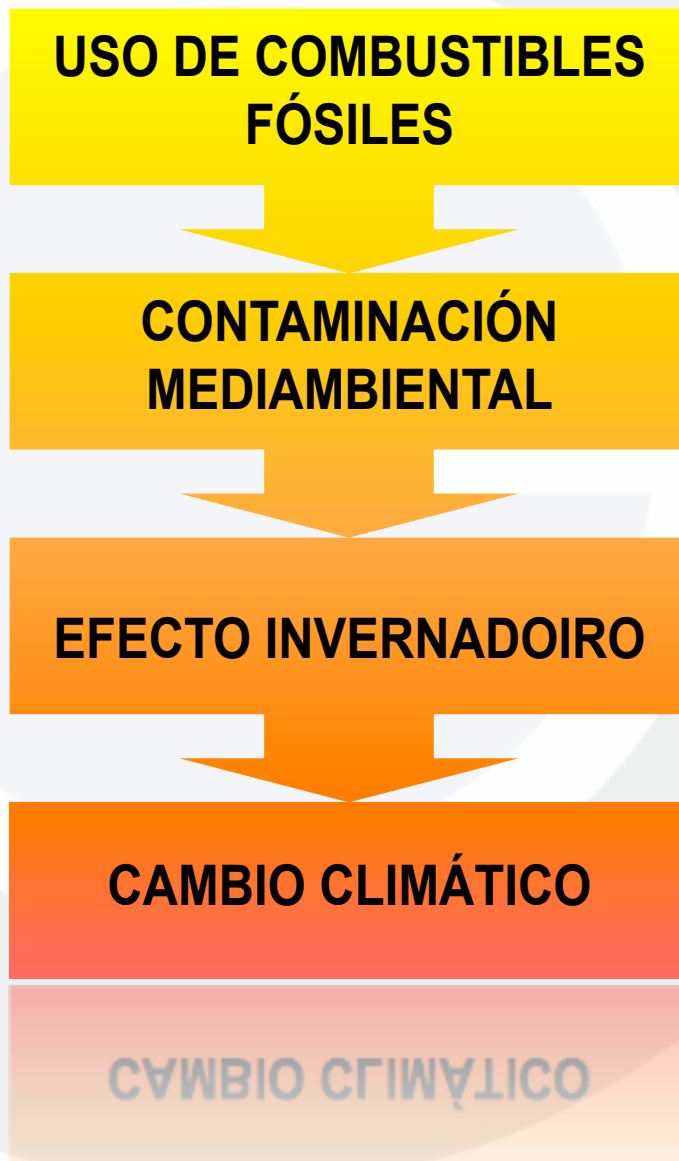 USO DE COMBUSTIBLES
FÓSILES
CONTAMINACIÓN
MEDIAMBIENTAL
EFECTO INVERNADOIRO
CAMBIO CLIMÁTICO